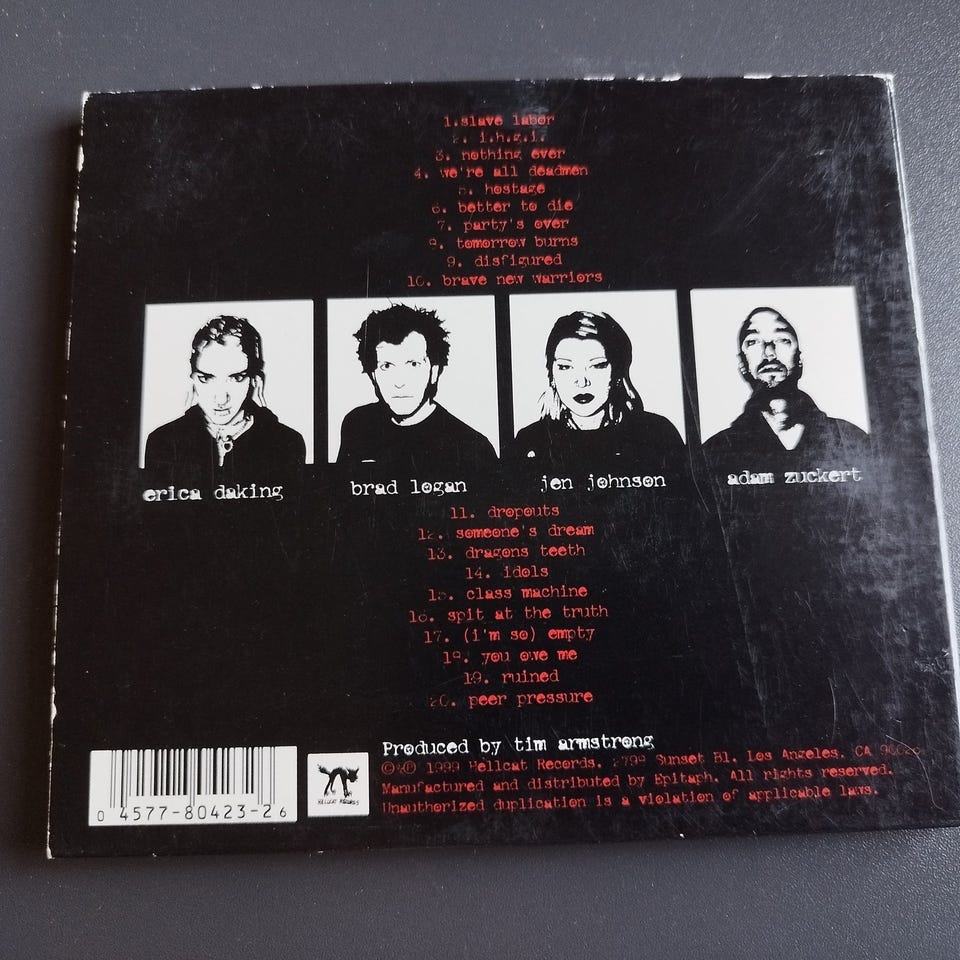 1.slave labor
2. i.h.g.i.
3. nothing ever
4. we're all deadmen
5. hostage
6. better to die
7. party's over
8. tomorrow burns
9. disfigured
10. brave new warriors
erica daking
brad logan
jen johnson
adam zuckert
11. dropouts
12. someone's dream
13. dragons teeth
14. idols
15. class machine
16. spit at the truth
17. (i'm so) empty
18. you owe me
19. ruined
20. peer pressure
Produced by tim armstrong
©℗ 1999 Hellcat Records. 2799 Sunset Bl. Los Angeles. CA
Manufactured and distributed by Epitaph. All rights reserved.
Unauthorized duplication is a violation of applicable laws.
0 4577-80423-2 6
HELLCAT RECORDS